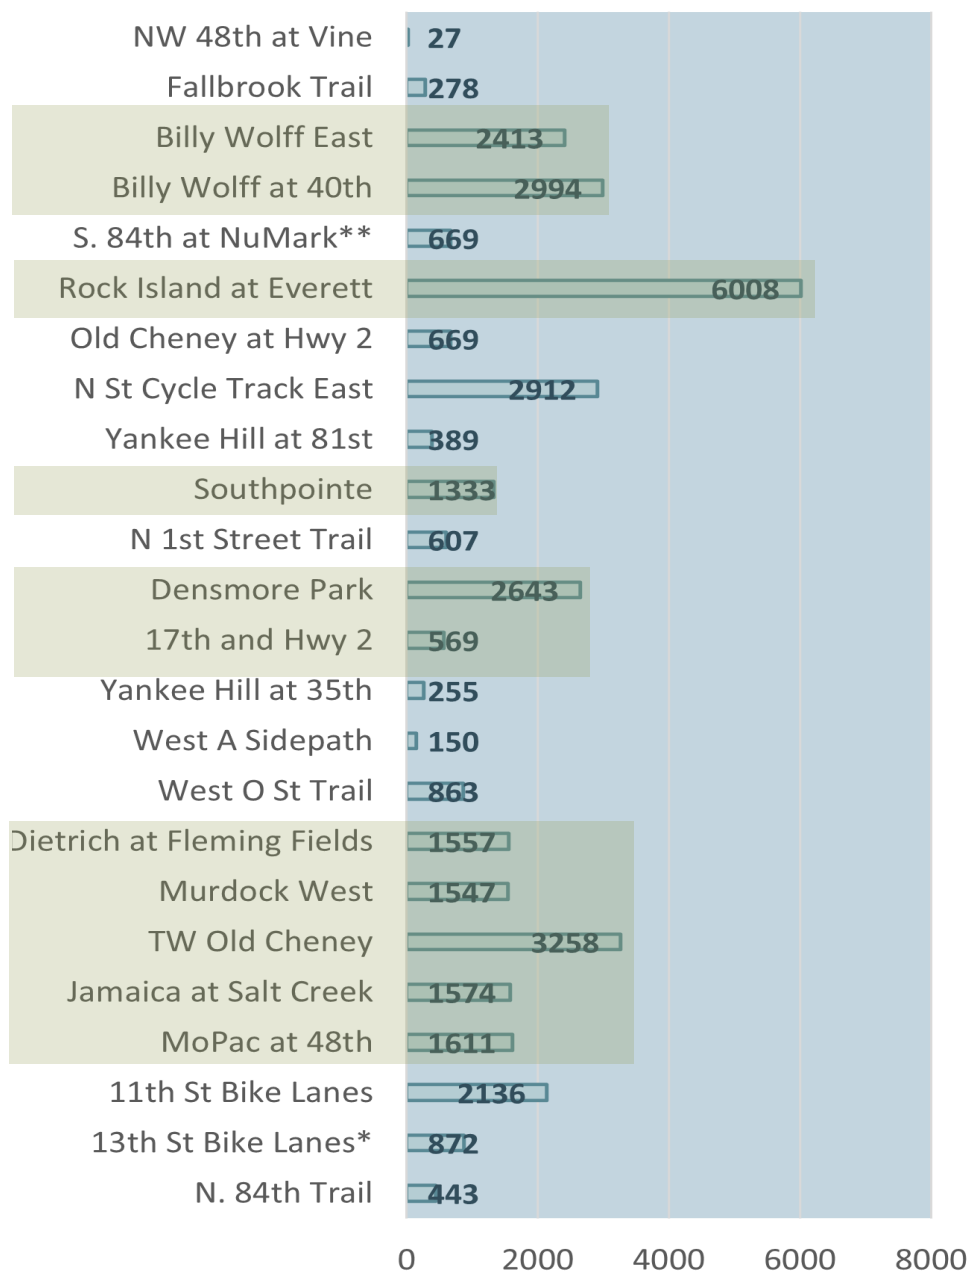 NW 48th at Vine 27
Fallbrook Trail 278
Billy Wolff East 2413
Billy Wolff at 40th 2994
S. 84th at NuMark** 669
Rock Island at Everett 6008
Old Cheney at Hwy 2 669
N St Cycle Track East 2912
Yankee Hill at 81st 389
Southpointe 1333
N 1st Street Trail 607
Densmore Park 2643
17th and Hwy 2 569
Yankee Hill at 35th 255
West A Sidepath 150
West O St Trail 863
Dietrich at Fleming Fields 1557
Murdock West 1547
TW Old Cheney 3258
Jamaica at Salt Creek 1574
MoPac at 48th 1611
11th St Bike Lanes 2136
13th St Bike Lanes* 872
N. 84th Trail 443
0 2000 4000 6000 8000